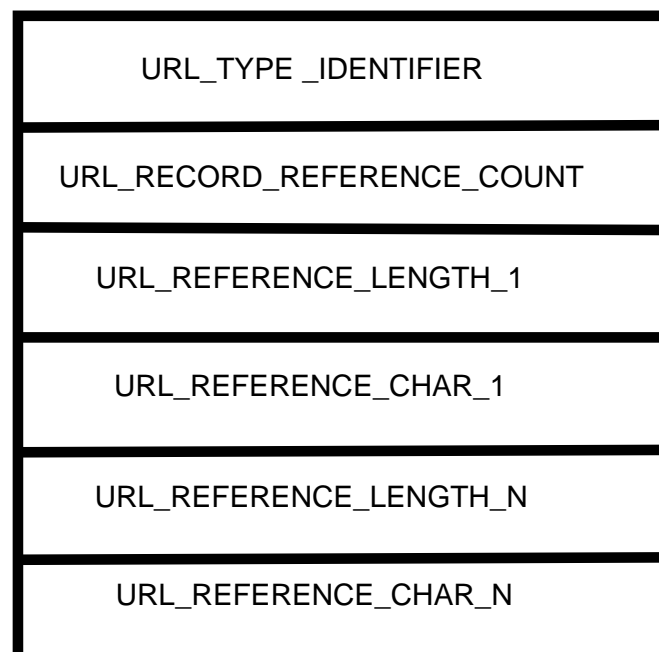 URL_TYPE _IDENTIFIER
URL_RECORD_REFERENCE_COUNT
URL_REFERENCE_LENGTH_1
URL_REFERENCE_CHAR_1
URL_REFERENCE_LENGTH_N
URL_REFERENCE_CHAR_N